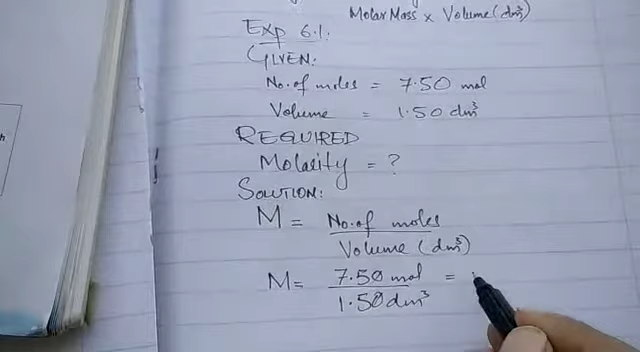 Molar Mass x Volume (dm³)
Exp 6.1:
GIVEN:
No. of moles = 7.50 mol
Volume = 1.50 dm³
REQUIRED
Molarity = ?
SOLUTION:
M = No. of moles
Volume (dm³)
M = 7.50 mol =
1.50 dm³